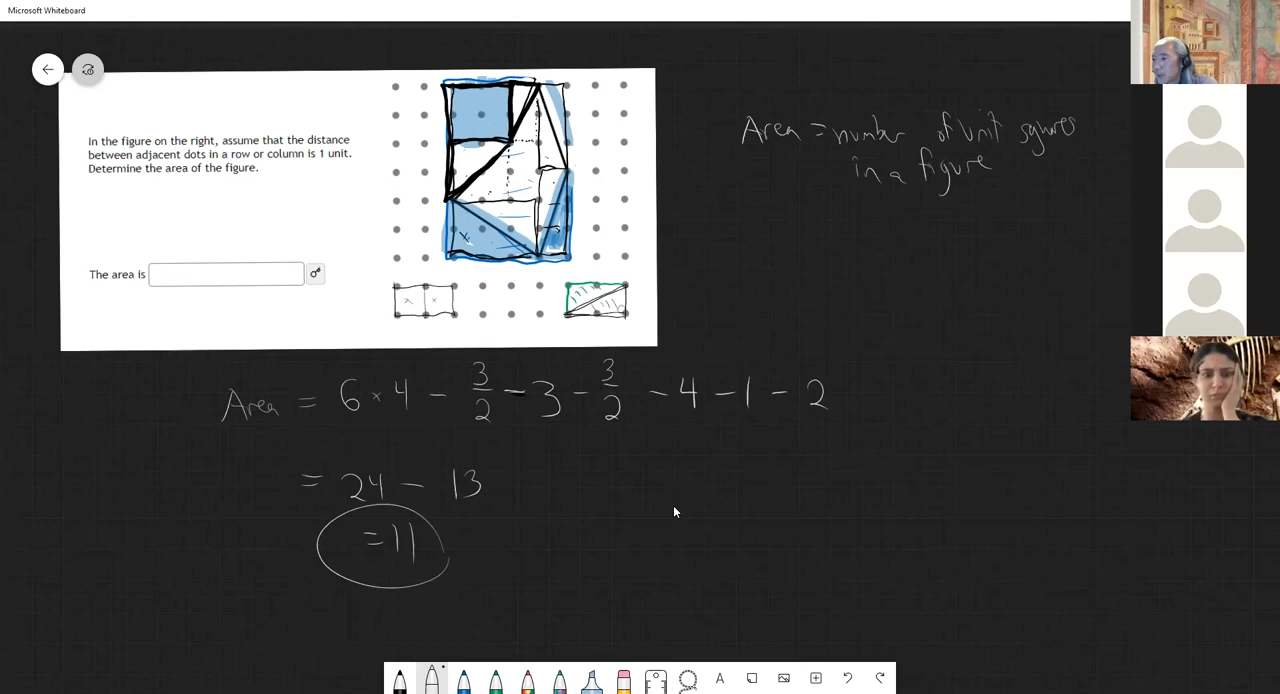 Microsoft Whiteboard
In the figure on the right, assume that the distance
between adjacent dots in a row or column is 1 unit.
Determine the area of the figure.
The area is
Area = number of unit squares
in a figure
Area = 6 × 4 - 3/2 - 3 - 3/2 - 4 - 1 - 2
= 24 - 13
= 11
A